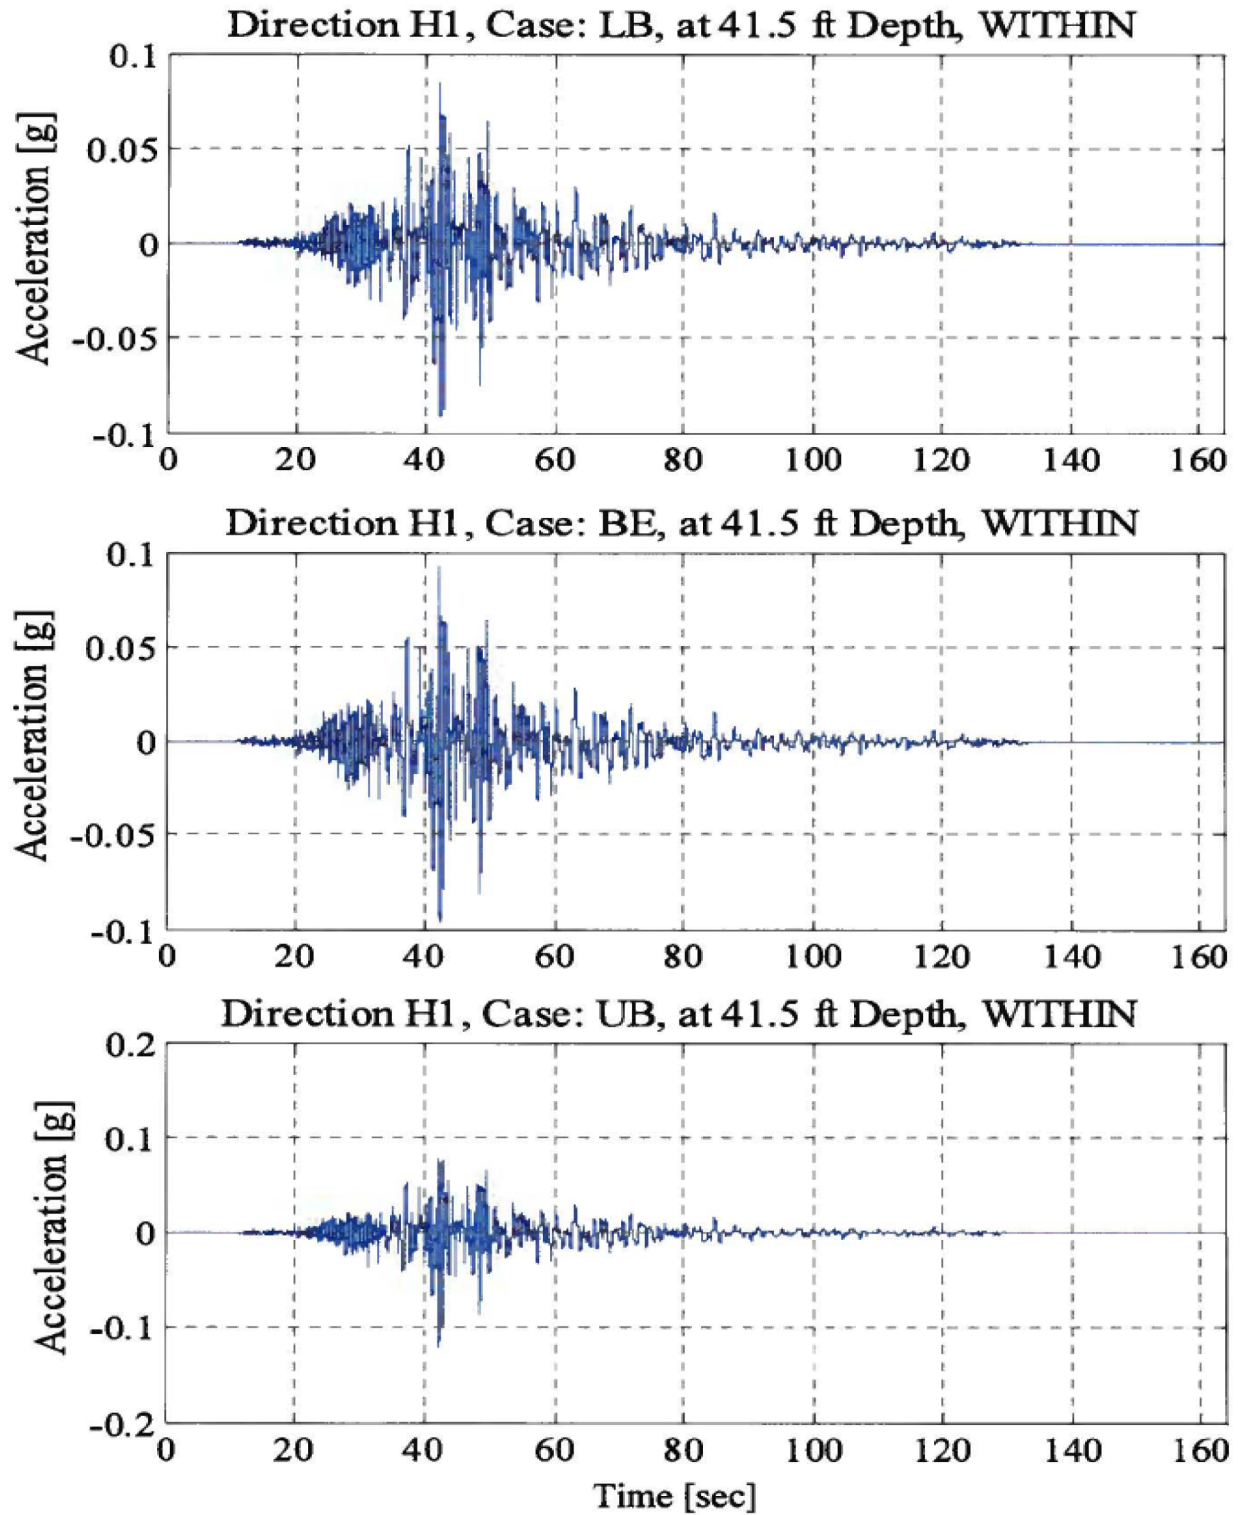 Direction H1, Case: LB, at 41.5 ft Depth, WITHIN
Acceleration [g]
0.1
0.05
0
-0.05
-0.1
0 20 40 60 80 100 120 140 160
Direction H1, Case: BE, at 41.5 ft Depth, WITHIN
Acceleration [g]
0.1
0.05
0
-0.05
-0.1
0 20 40 60 80 100 120 140 160
Direction H1, Case: UB, at 41.5 ft Depth, WITHIN
Acceleration [g]
0.2
0.1
0
-0.1
-0.2
0 20 40 60 80 100 120 140 160
Time [sec]